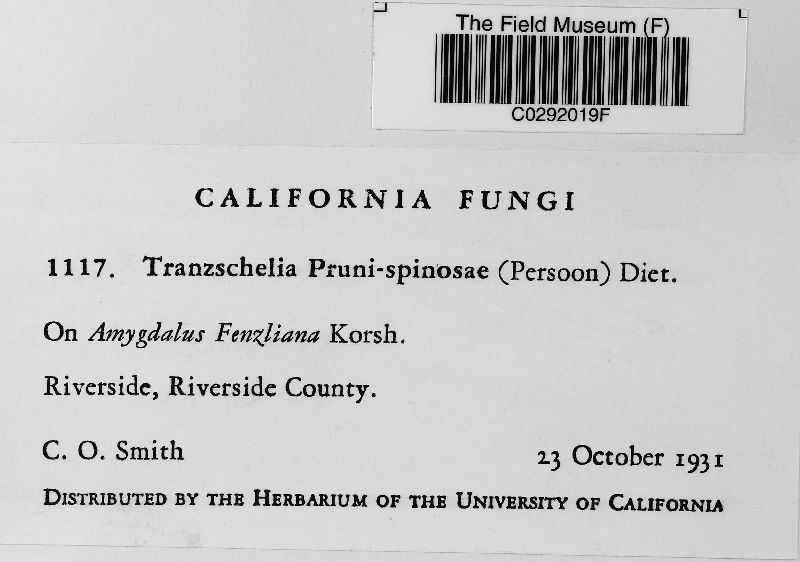 The Field Museum (F)
C0292019F
CALIFORNIA FUNGI
1117. Tranzschelia Pruni-spinosae (Persoon) Diet.
On Amygdalus Fenzliana Korsh.
Riverside, Riverside County.
C. O. Smith 23 October 1931
DISTRIBUTED BY THE HERBARIUM OF THE UNIVERSITY OF CALIFORNIA